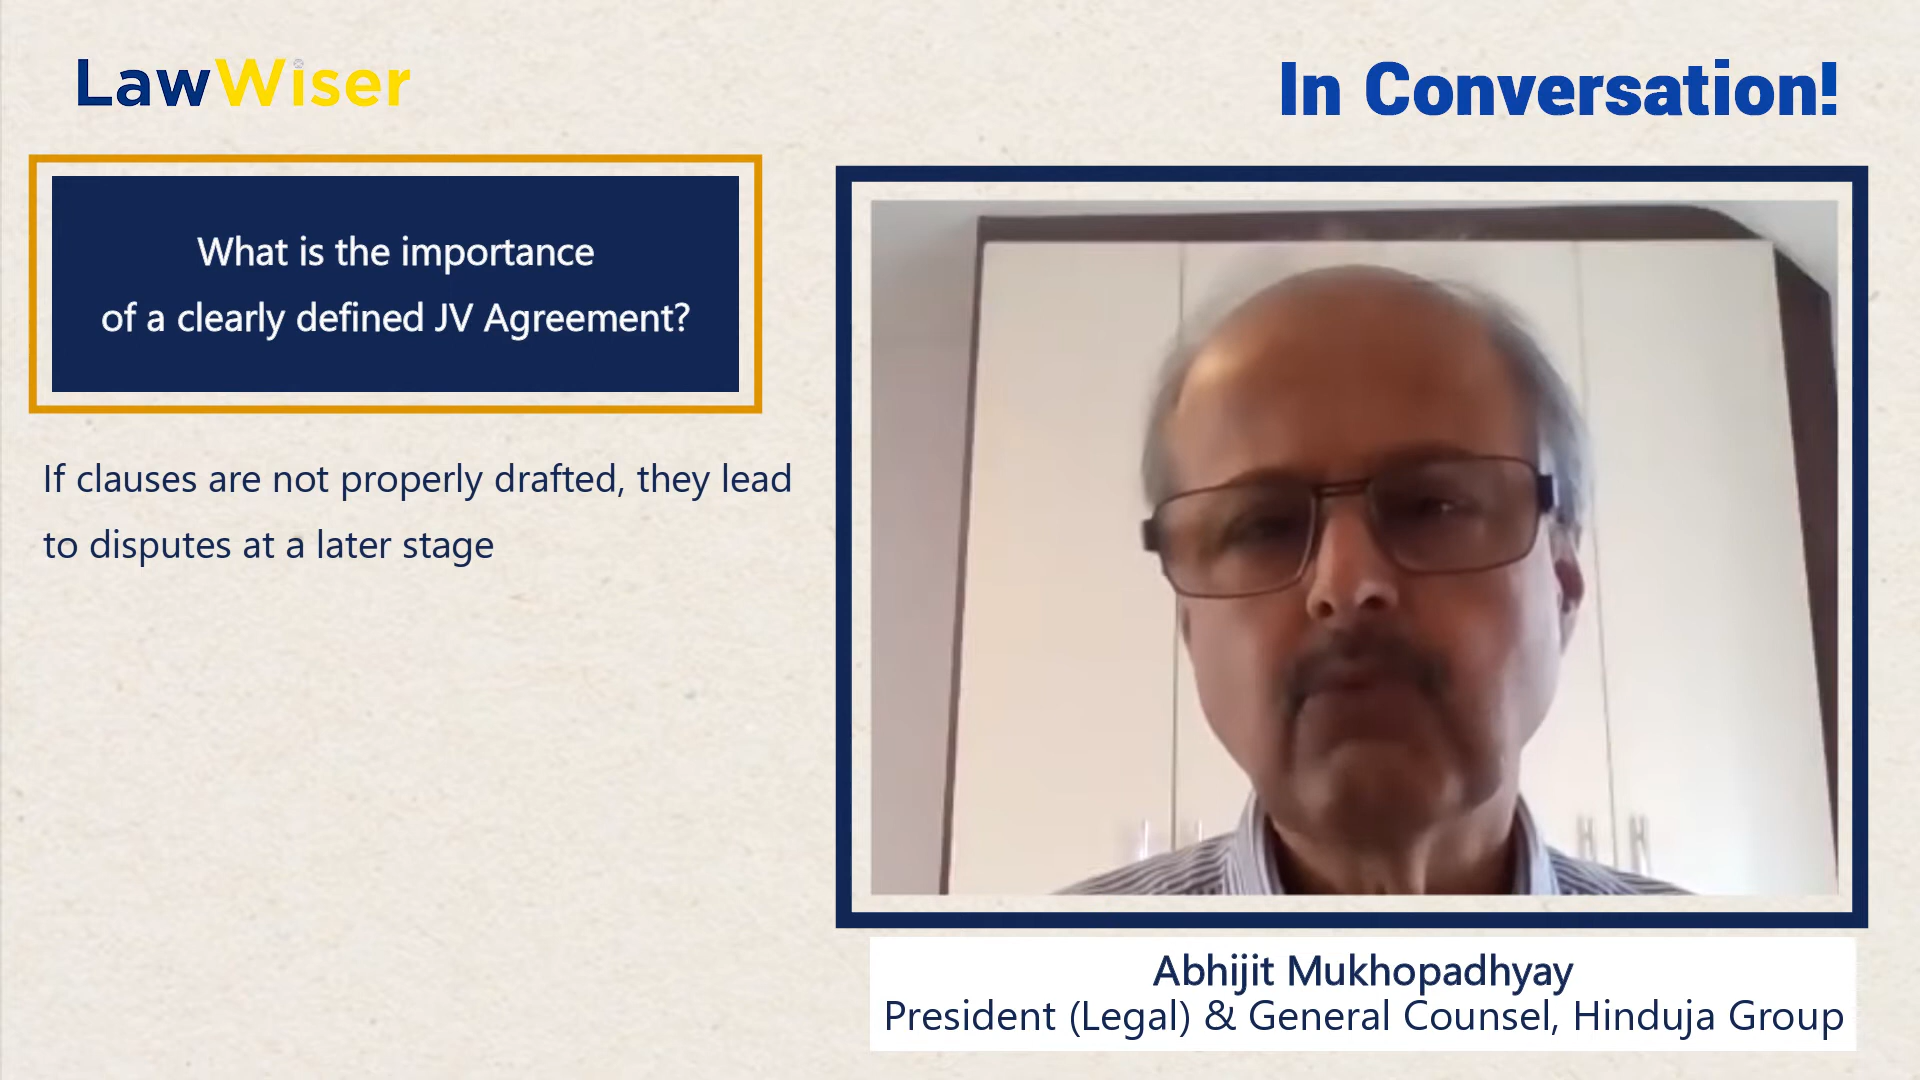 LawWiser
In Conversation!
What is the importance
of a clearly defined JV Agreement?
If clauses are not properly drafted, they lead
to disputes at a later stage
Abhijit Mukhopadhyay
President (Legal) & General Counsel, Hinduja Group